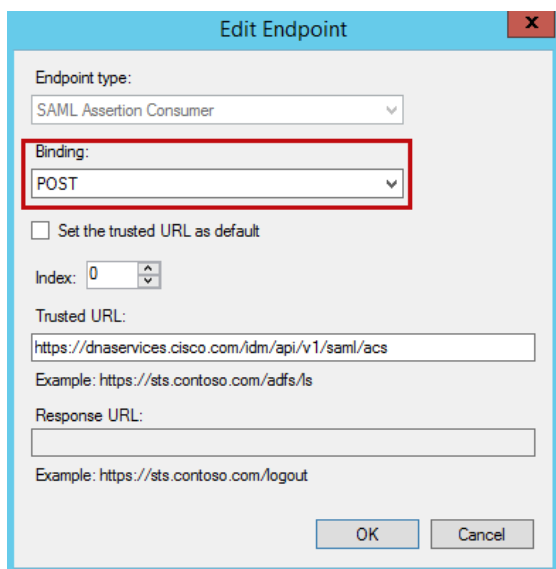 Edit Endpoint
x
Endpoint type:
SAML Assertion Consumer
Binding:
POST
Set the trusted URL as default
Index: 0
Trusted URL:
https://dnaservices.cisco.com/idm/api/v1/saml/acs
Example: https://sts.contoso.com/adfs/ls
Response URL:
Example: https://sts.contoso.com/logout
OK Cancel